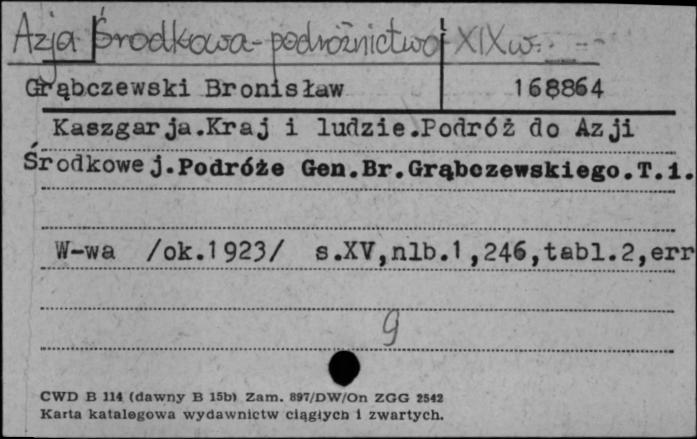 Azja Środkowa - podróżnictwo XIX w.
Grąbczewski Bronisław 168864
Kaszgarja.Kraj i ludzie.Podróż do Azji
Środkowej.Podróże Gen.Br.Grąbczewskiego.T.1.
W-wa /ok.1923/ s.XV,nlb.1,246,tabl.2,err
g
CWD B 114 (dawny B 15b) Zam. 897/DW/On ZGG 2542
Karta katalogowa wydawnictw ciągłych i zwartych.